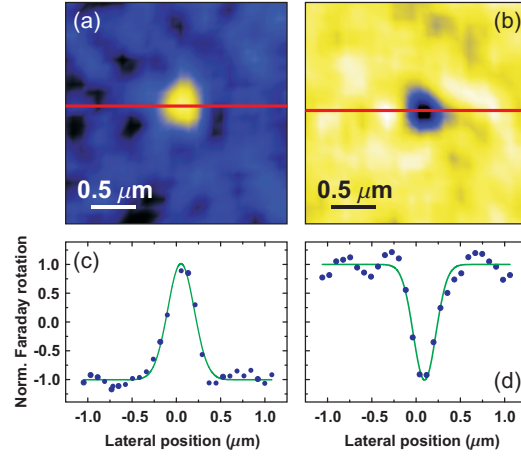 (a)
(b)
0.5 μm
0.5 μm
Norm. Faraday rotation
1.0
0.5
0.0
-0.5
-1.0
(c)
(d)
-1.0 -0.5 0.0 0.5 1.0
-1.0 -0.5 0.0 0.5 1.0
Lateral position (μm)
Lateral position (μm)